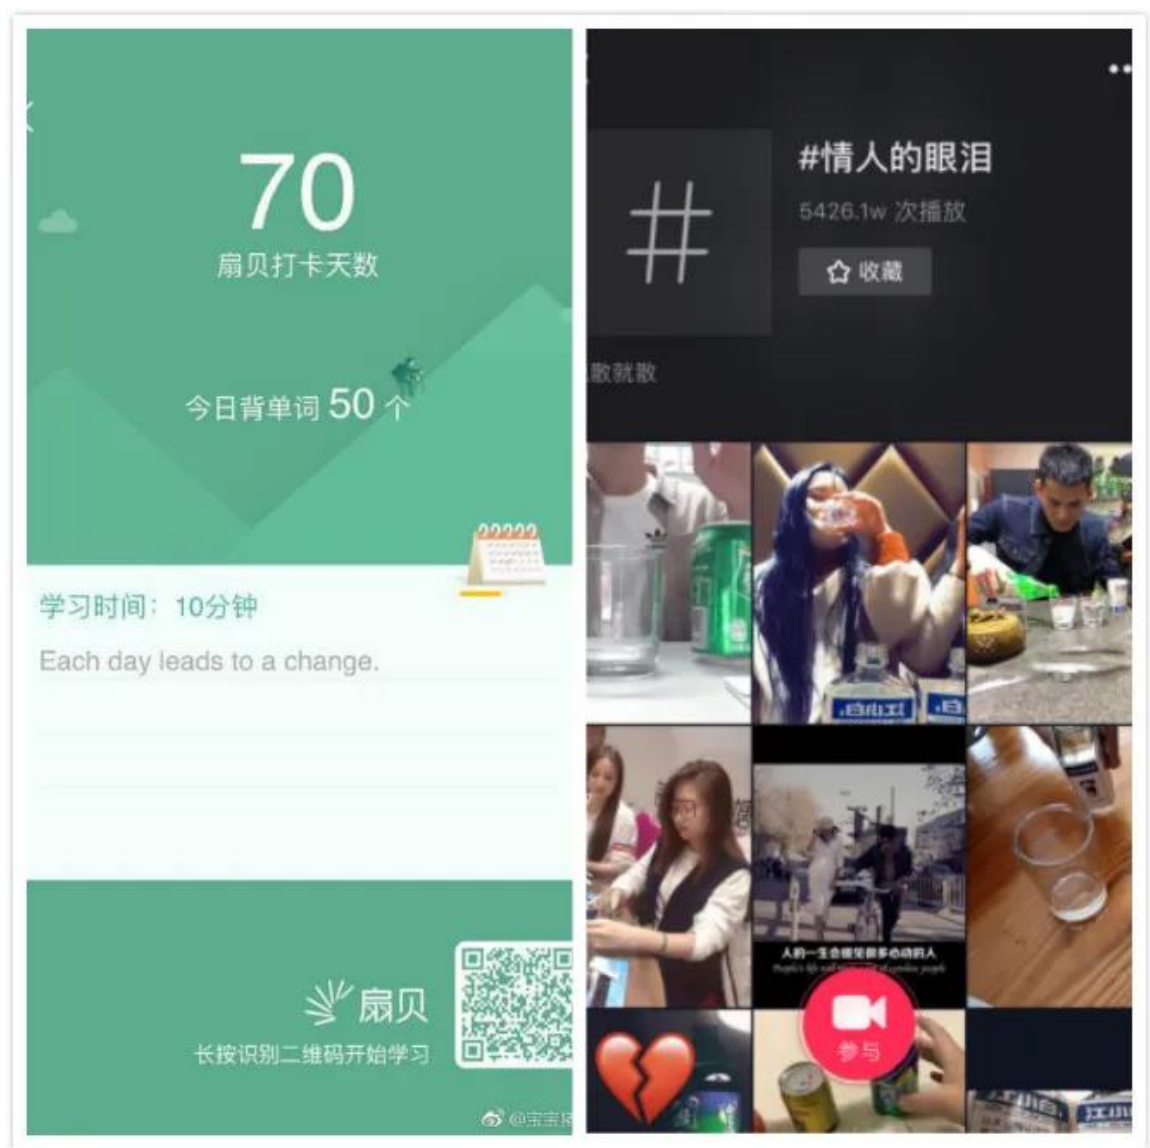 70
扇贝打卡天数
今日背单词 50 个
学习时间：10分钟
Each day leads to a change.
扇贝
长按识别二维码开始学习
#情人的眼泪
5426.1w 次播放
收藏
散就散
人的一生会碰见很多心动的人
参与